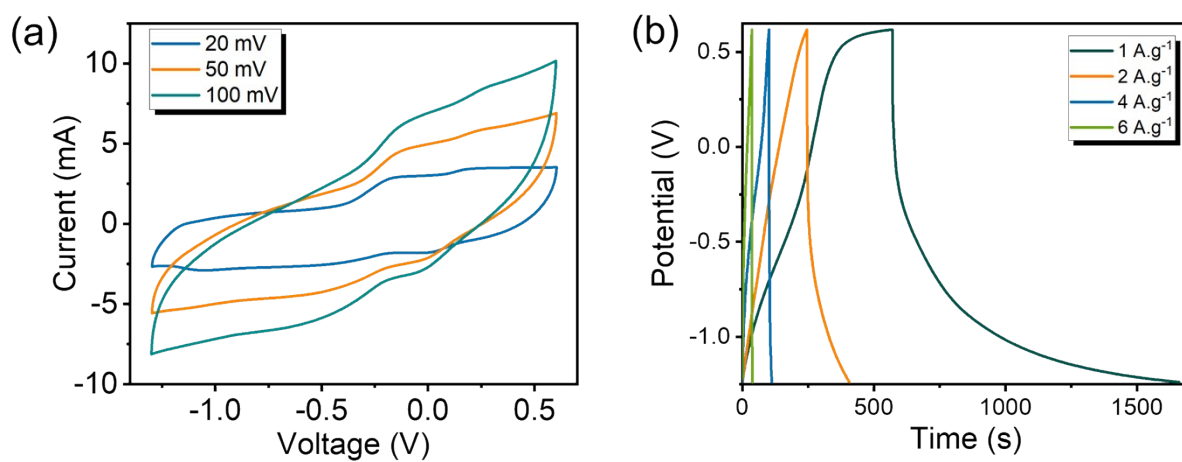 (a)
20 mV
50 mV
100 mV
Current (mA)
10
5
0
-5
-10
-1.0
-0.5
0.0
0.5
Voltage (V)
(b)
1 A.g⁻¹
2 A.g⁻¹
4 A.g⁻¹
6 A.g⁻¹
Potential (V)
0.5
0.0
-0.5
-1.0
0
500
1000
1500
Time (s)